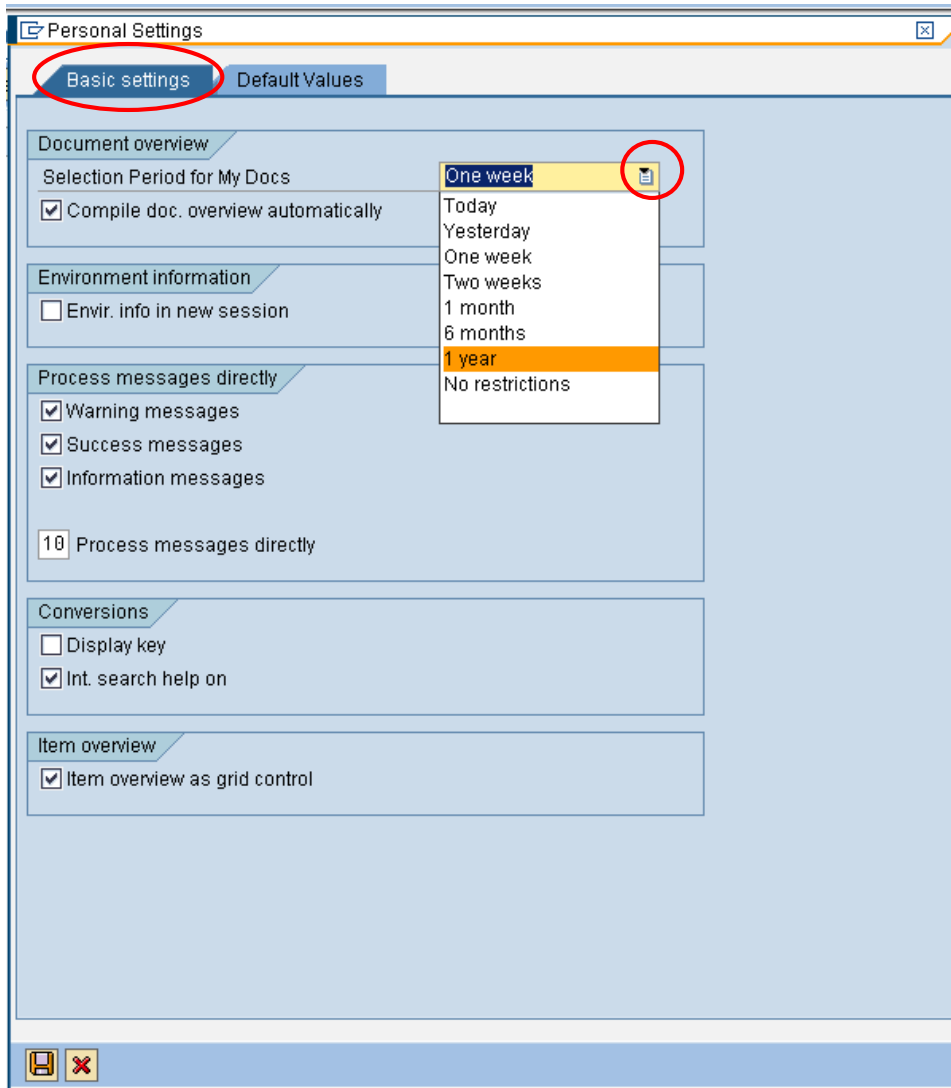 Personal Settings
Basic settings Default Values
Document overview
Selection Period for My Docs One week
Compile doc. overview automatically
Today
Yesterday
One week
Two weeks
1 month
6 months
1 year
No restrictions
Environment information
Envir. info in new session
Process messages directly
Warning messages
Success messages
Information messages
10 Process messages directly
Conversions
Display key
Int. search help on
Item overview
Item overview as grid control